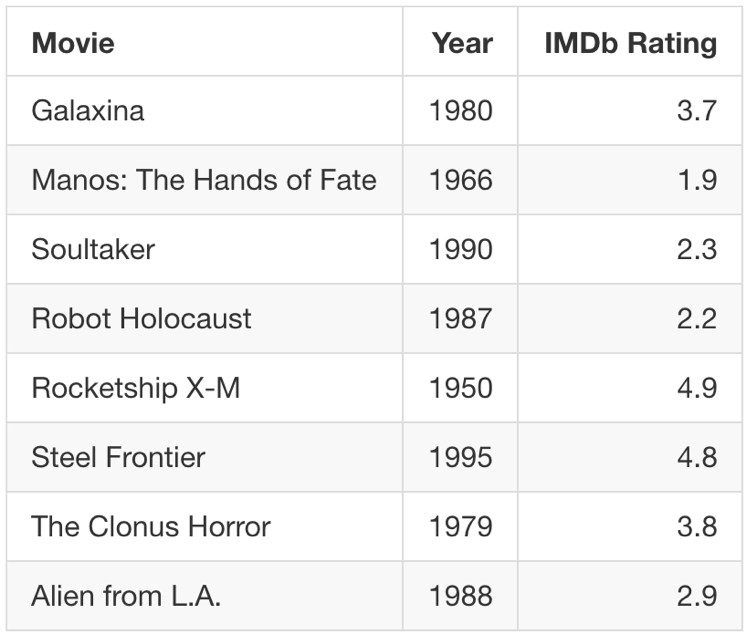 Movie Year IMDb Rating
Galaxina 1980 3.7
Manos: The Hands of Fate 1966 1.9
Soultaker 1990 2.3
Robot Holocaust 1987 2.2
Rocketship X-M 1950 4.9
Steel Frontier 1995 4.8
The Clonus Horror 1979 3.8
Alien from L.A. 1988 2.9